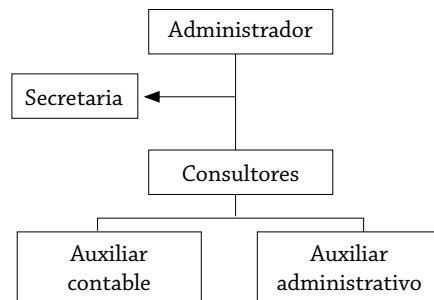 Administrador
Secretaria
Consultores
Auxiliar
contable
Auxiliar
administrativo